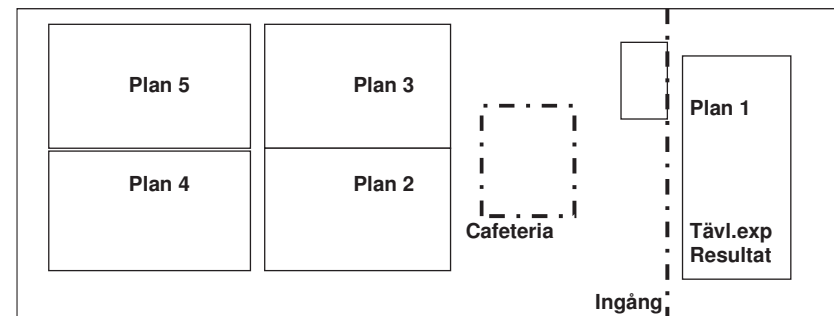 Plan 5
Plan 3
Plan 1
Plan 4
Plan 2
Cafeteria
Tävl.exp
Resultat
Ingång